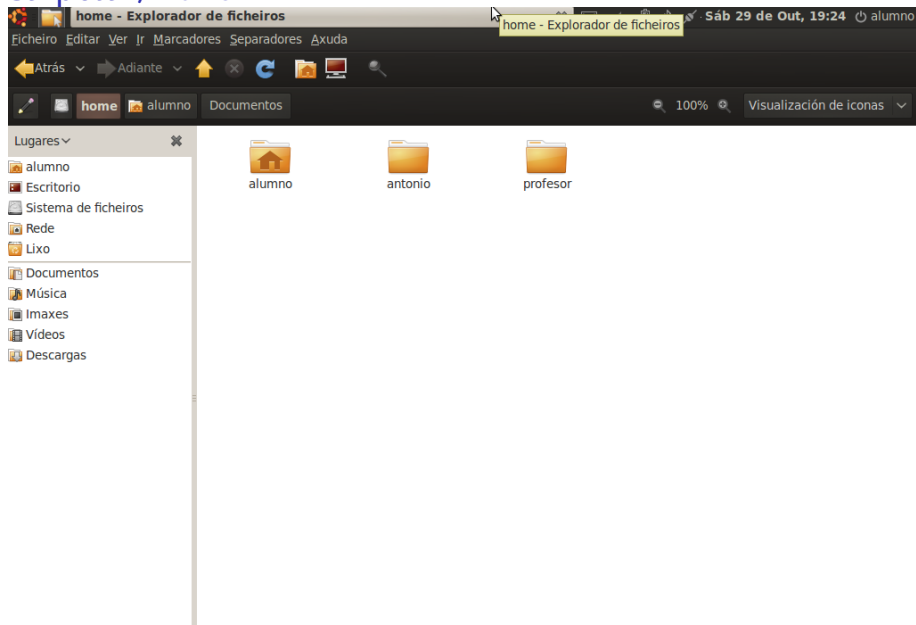 home - Explorador de ficheiros
home - Explorador de ficheiros
Sáb 29 de Out, 19:24 alumno
Ficheiro Editar Ver Ir Marcadores Separadores Axuda
Atrás Adiante
home alumno Documentos 100% Visualización de iconas
Lugares
alumno
Escritorio
Sistema de ficheiros
Rede
Lixo
Documentos
Música
Imaxes
Vídeos
Descargas
alumno antonio profesor